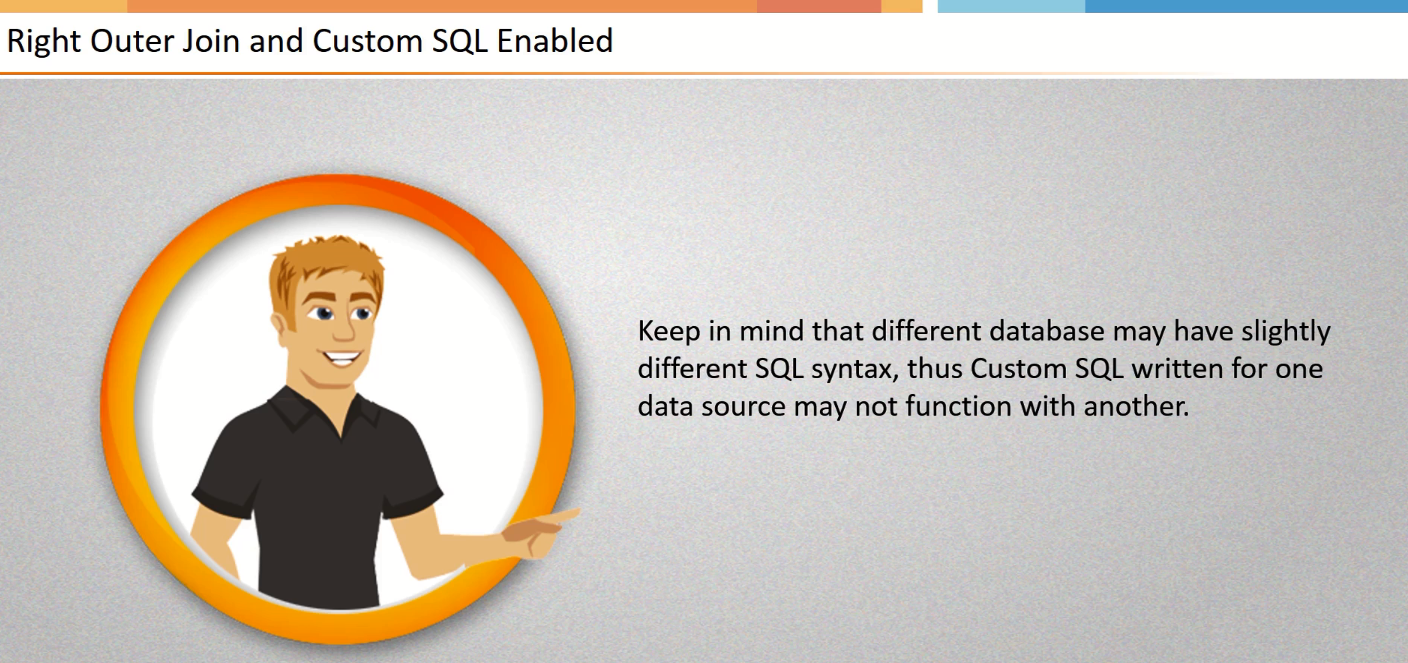 Right Outer Join and Custom SQL Enabled
Keep in mind that different database may have slightly
different SQL syntax, thus Custom SQL written for one
data source may not function with another.